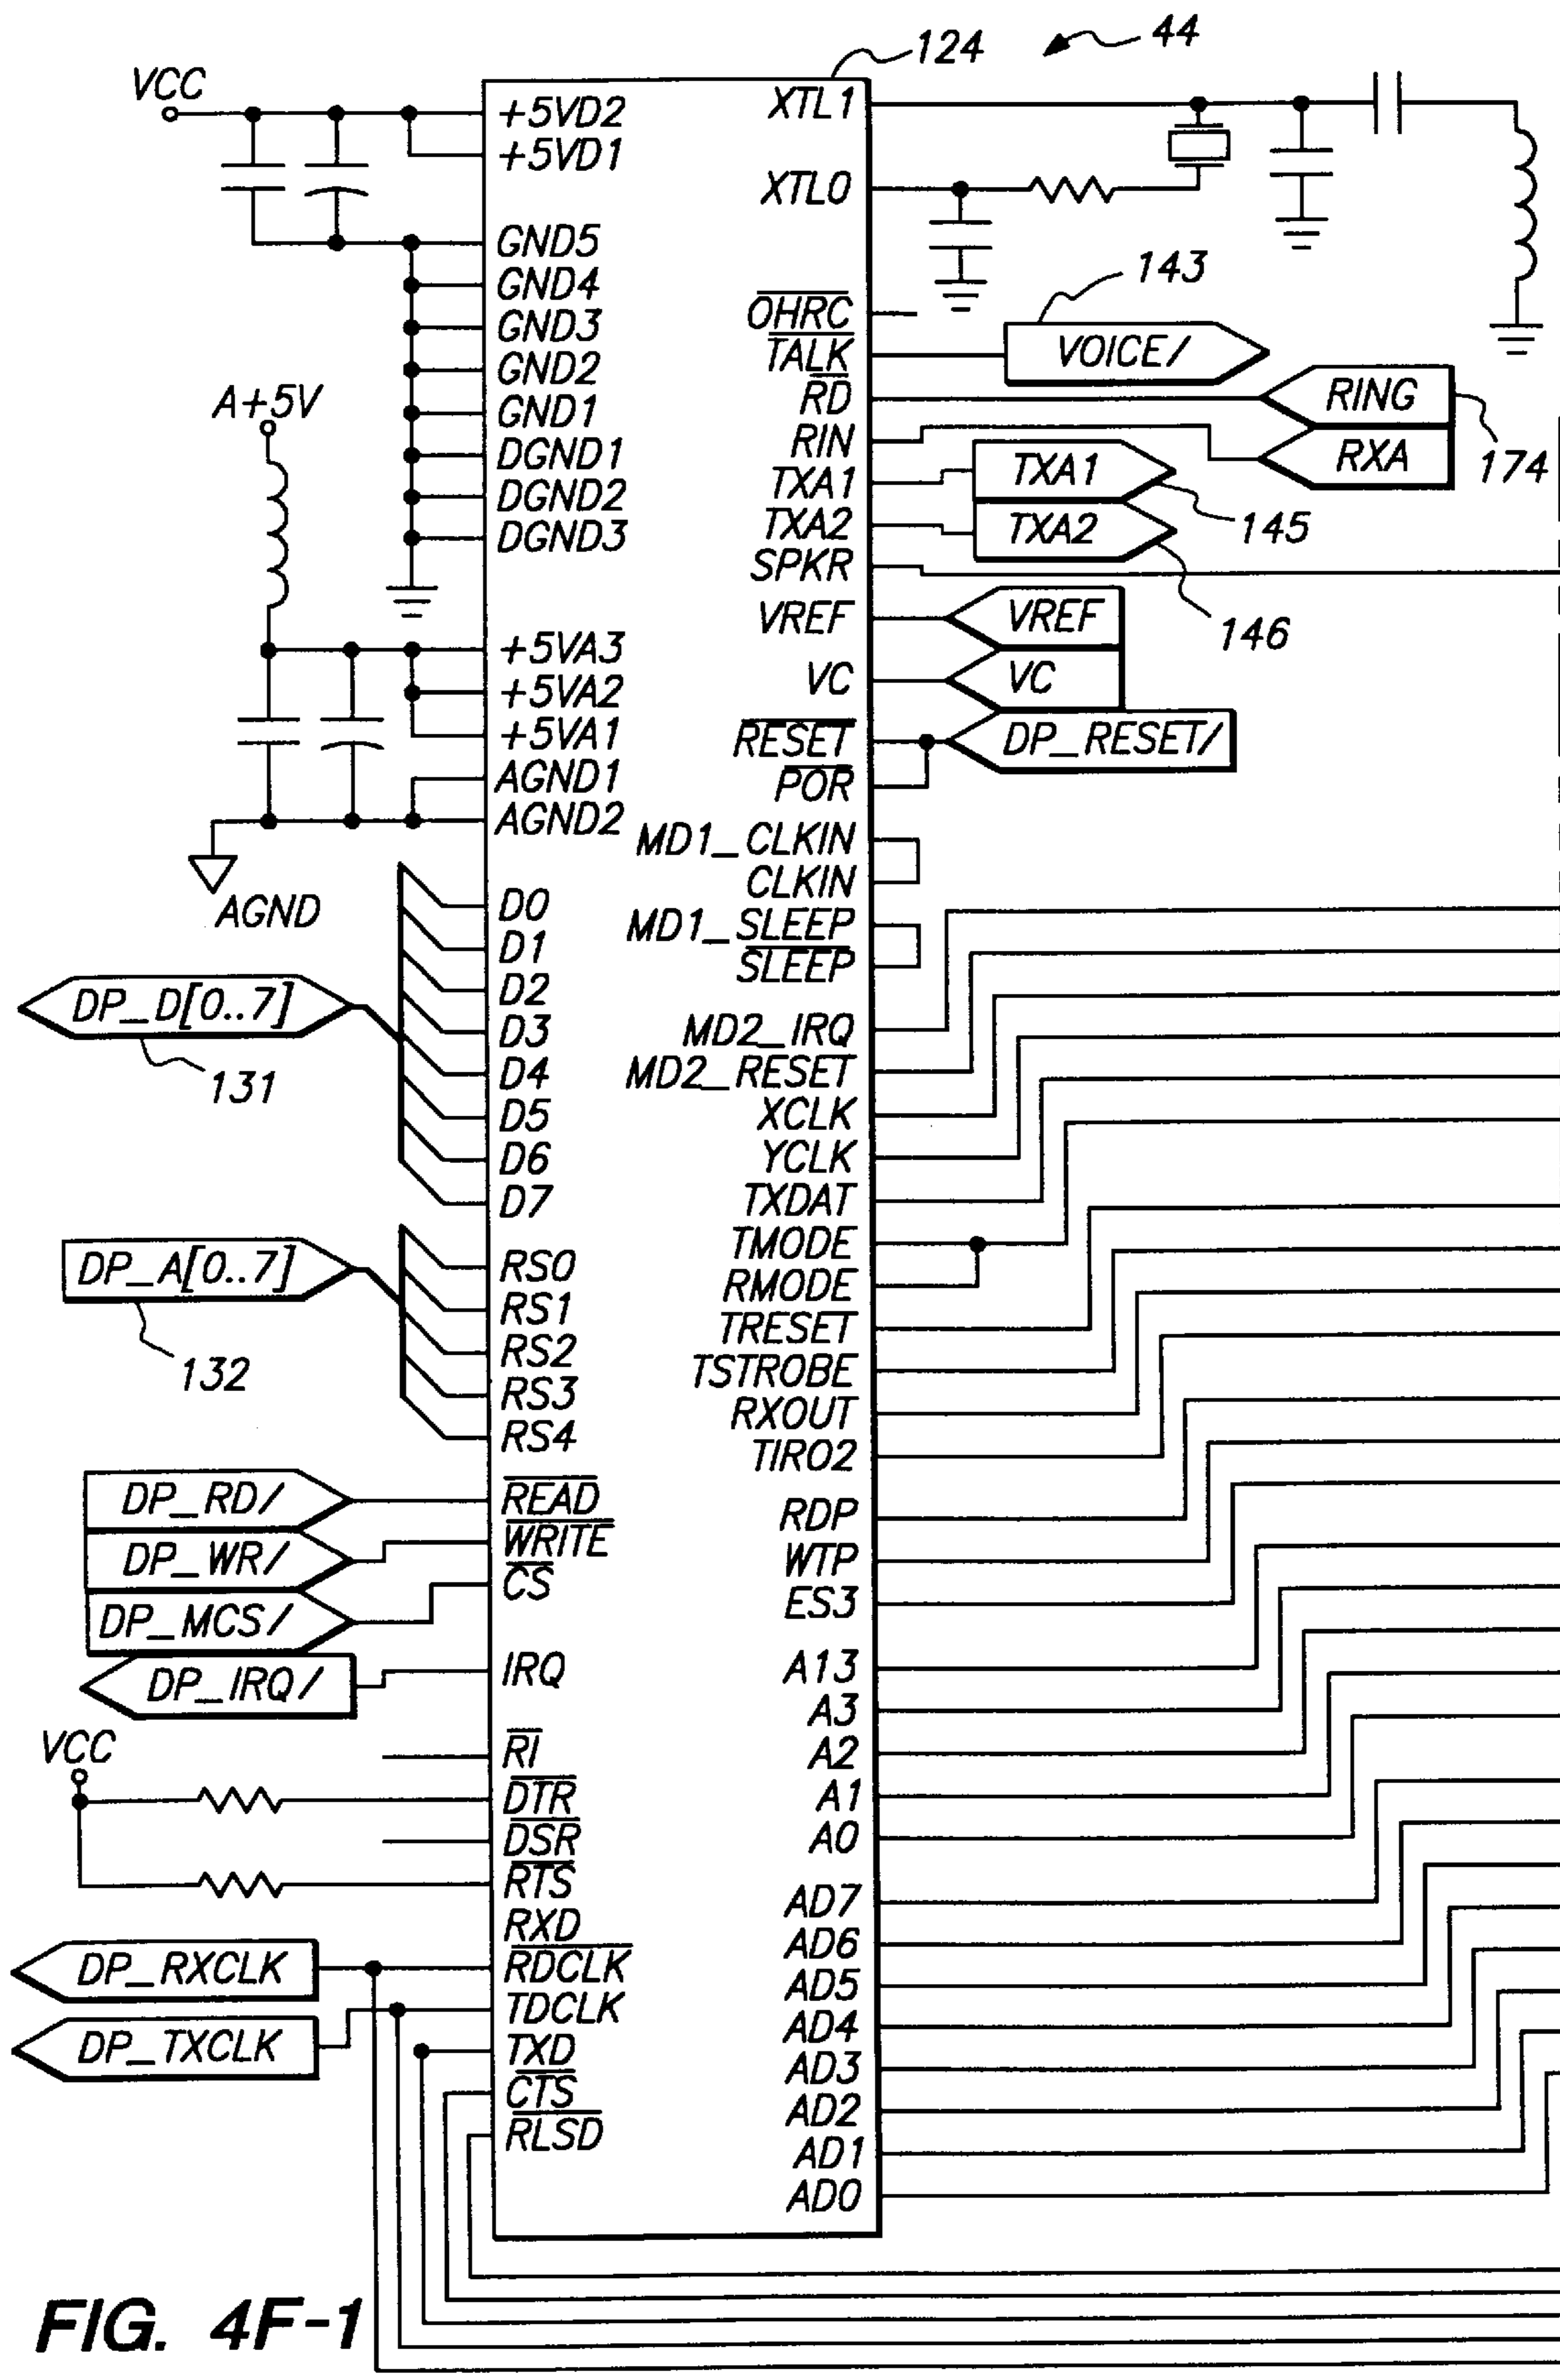 124
44
VCC
+5VD2
+5VD1
GND5
GND4
GND3
GND2
GND1
DGND1
DGND2
DGND3
A+5V
+5VA3
+5VA2
+5VA1
AGND1
AGND2
AGND
D0
D1
D2
D3
D4
D5
D6
D7
DP_D[0..7]
131
RS0
RS1
RS2
RS3
RS4
DP_A[0..7]
132
DP_RD/
READ
DP_WR/
WRITE
DP_MCS/
CS
DP_IRQ/
IRQ
VCC
RI
DTR
DSR
RTS
RXD
DP_RXCLK
RDCLK
DP_TXCLK
TDCLK
TXD
CTS
RLSD
XTL1
XTL0
OHRC
143
TALK
VOICE/
RD
RING
RIN
RXA
174
TXA1
TXA1
145
TXA2
TXA2
146
SPKR
VREF
VREF
VC
VC
RESET
DP_RESET/
POR
MD1_CLKIN
CLKIN
MD1_SLEEP
SLEEP
MD2_IRQ
MD2_RESET
XCLK
YCLK
TXDAT
TMODE
RMODE
TRESET
TSTROBE
RXOUT
TIRO2
RDP
WTP
ES3
A13
A3
A2
A1
A0
AD7
AD6
AD5
AD4
AD3
AD2
AD1
AD0
FIG. 4F-1